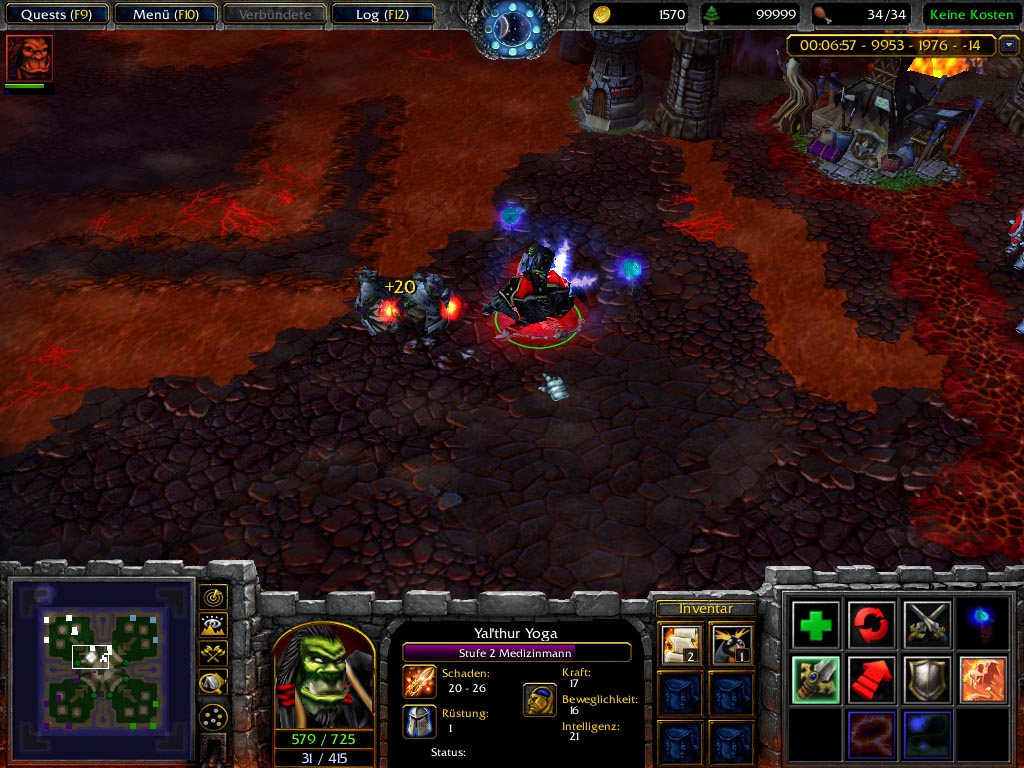 Quests (F9) Menü (F10) Verbündete Log (F12) 1570 99999 34/34 Keine Kosten
00:06:57 - 9953 - 1976 - -14
+20
Yal'thur Yoga
Stufe 2 Medizinmann
Schaden:
20 - 26
Rüstung:
1
Kraft:
17
Beweglichkeit:
16
Intelligenz:
21
Status:
579 / 725
31 / 415
Inventar
2